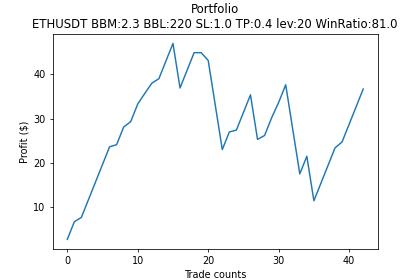 Portfolio
ETHUSDT BBM:2.3 BBL:220 SL:1.0 TP:0.4 lev:20 WinRatio:81.0
40
30
20
10
Profit ($)
0 10 20 30 40
Trade counts